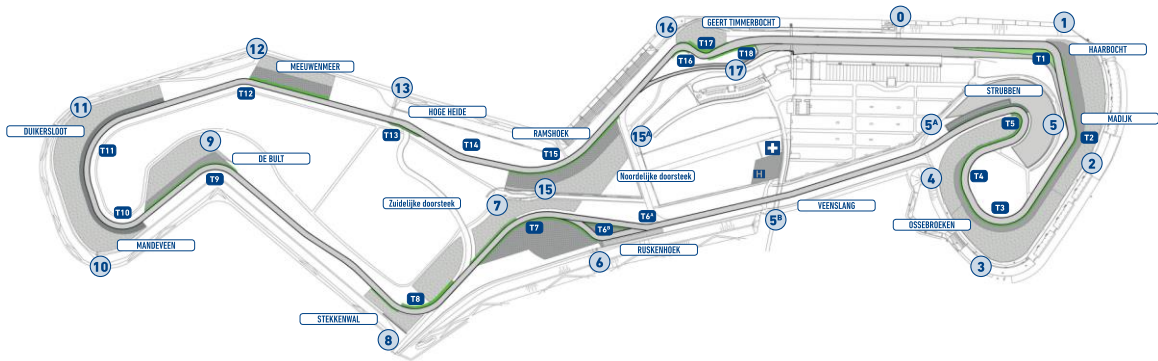 0
1
16
GEERT TIMMERBOCHT
T17
T18
T16
17
HAARBOCHT
T1
12
MEEUWENMEER
T12
13
HOGE HEIDE
T13
T14
11
DUIKERSLOOT
T11
9
DE BULT
T9
T10
MANDEVEEN
10
RAMSHOEK
T15
15
15ᴬ
Noordelijke doorsteek
H
STRUBBEN
T5
5ᴬ
5
MADIJK
T2
2
4
T4
T3
OSSEBROEKEN
3
VEENSLANG
5ᴮ
Zuidelijke doorsteek
7
T7
T6ᴬ
T6ᴮ
RUSKENHOEK
6
T8
STEKKENWAL
8